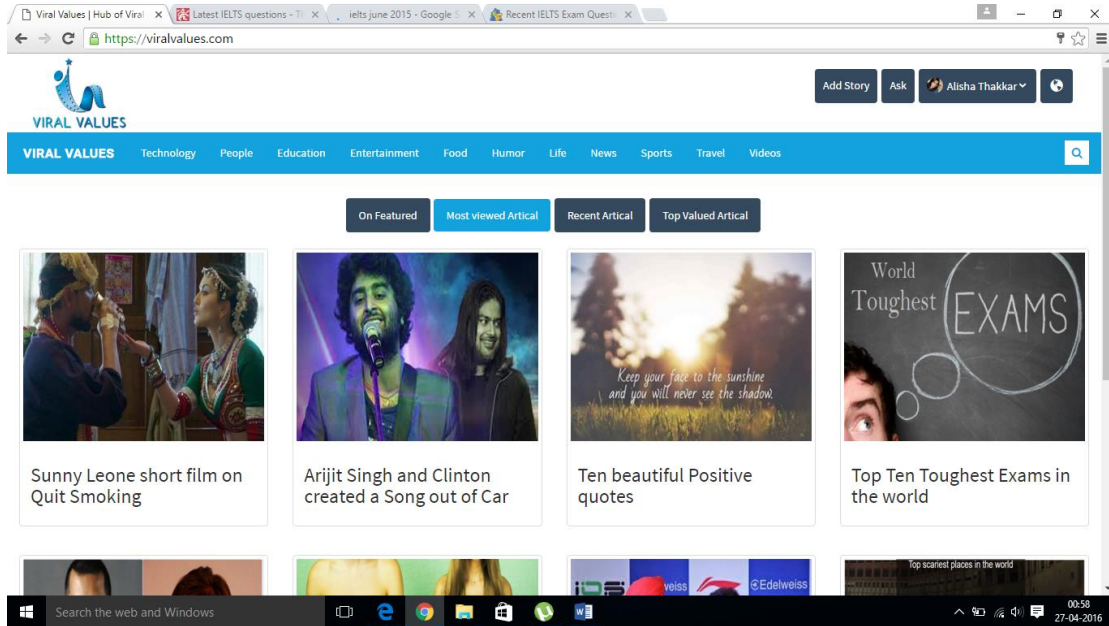 Viral Values | Hub of Viral
Latest IELTS questions - Th
ielts june 2015 - Google S
Recent IELTS Exam Questi
https://viralvalues.com
VIRAL VALUES
Add Story
Ask
Alisha Thakkar
VIRAL VALUES Technology People Education Entertainment Food Humor Life News Sports Travel Videos
On Featured Most viewed Artical Recent Artical Top Valued Artical
Keep your face to the sunshine
and you will never see the shadow.
World
Toughest
EXAMS
Sunny Leone short film on
Quit Smoking
Arijit Singh and Clinton
created a Song out of Car
Ten beautiful Positive
quotes
Top Ten Toughest Exams in
the world
Edelweiss
Top scariest places in the world
Search the web and Windows
00:58
27-04-2016